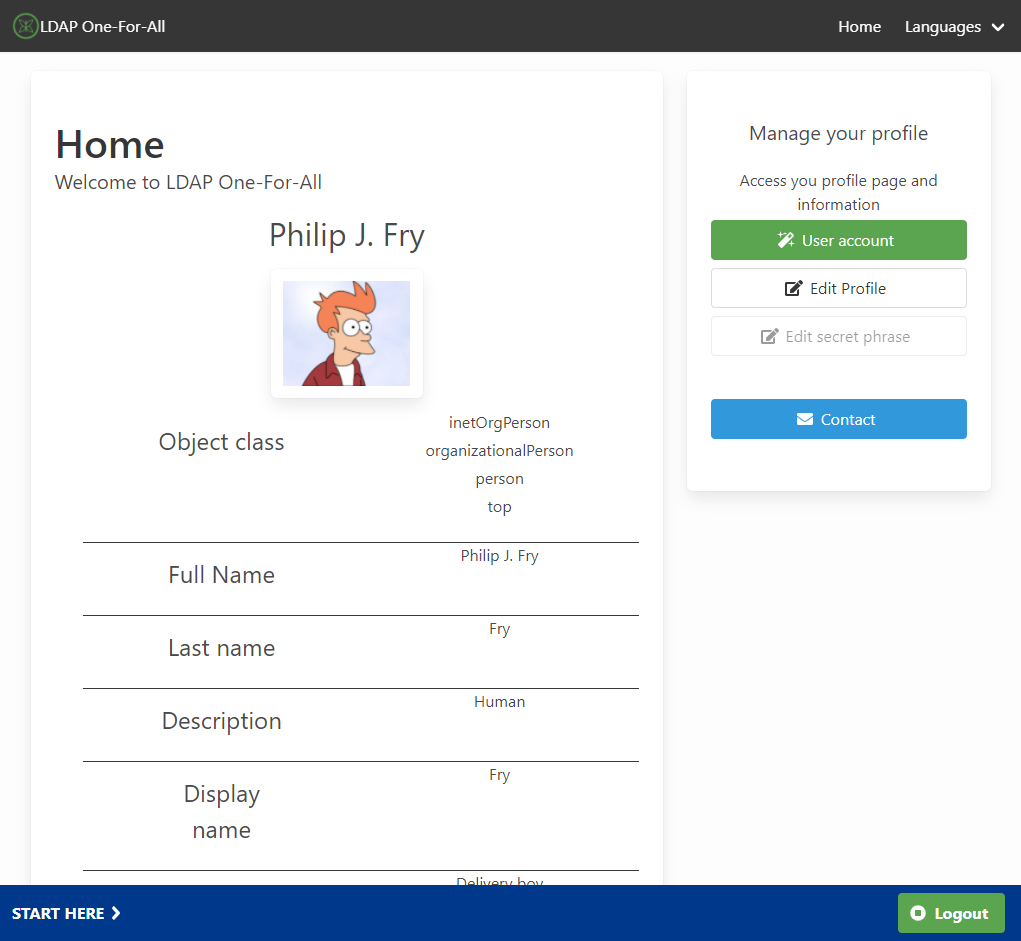 LDAP One-For-All
Home
Languages
Home
Welcome to LDAP One-For-All
Philip J. Fry
Object class
inetOrgPerson
organizationalPerson
person
top
Full Name
Philip J. Fry
Last name
Fry
Description
Human
Display
name
Fry
Delivery boy
Manage your profile
Access you profile page and
information
User account
Edit Profile
Edit secret phrase
Contact
START HERE
Logout